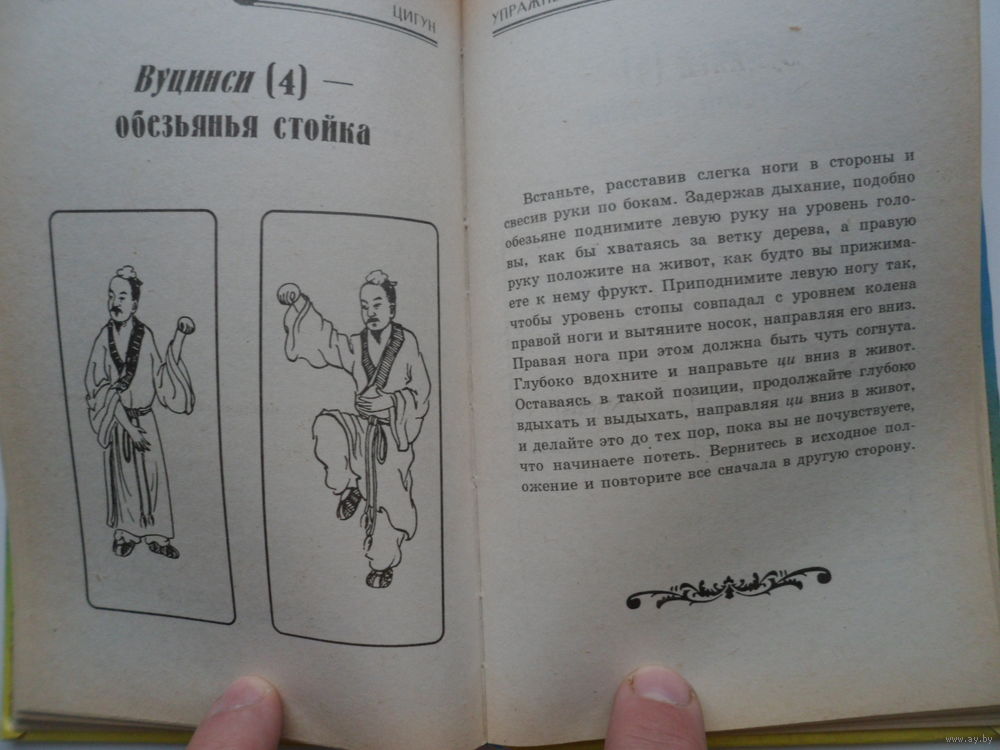 ЦИГУН
Вуцинси (4) —
обезьянья стойка
Встаньте, расставив слегка ноги в стороны и
свесив руки по бокам. Задержав дыхание, подобно
обезьяне поднимите левую руку на уровень голо-
вы, как бы хватаясь за ветку дерева, а правую
руку положите на живот, как будто вы прижима-
ете к нему фрукт. Приподнимите левую ногу так,
чтобы уровень стопы совпадал с уровнем колена
правой ноги и вытяните носок, направляя его вниз.
Правая нога при этом должна быть чуть согнута.
Глубоко вдохните и направьте ци вниз в живот.
Оставаясь в такой позиции, продолжайте глубоко
вдыхать и выдыхать, направляя ци вниз в живот,
и делайте это до тех пор, пока вы не почувствуете,
что начинаете потеть. Вернитесь в исходное пол-
ожение и повторите все сначала в другую сторону.
www.ay.by